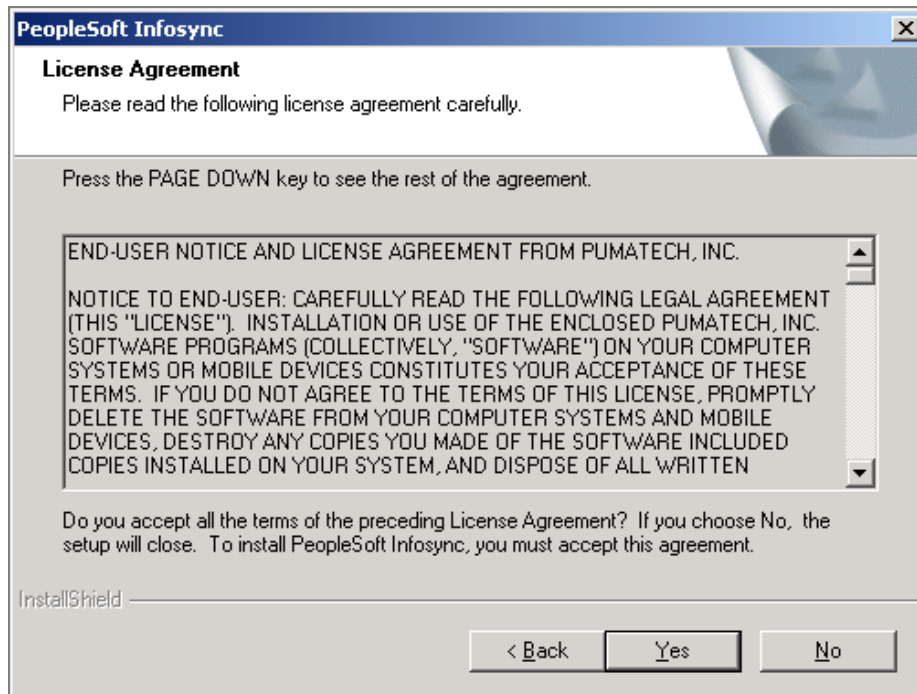 PeopleSoft Infosync
License Agreement
Please read the following license agreement carefully.
Press the PAGE DOWN key to see the rest of the agreement.
END-USER NOTICE AND LICENSE AGREEMENT FROM PUMATECH, INC.
NOTICE TO END-USER: CAREFULLY READ THE FOLLOWING LEGAL AGREEMENT
(THIS "LICENSE").  INSTALLATION OR USE OF THE ENCLOSED PUMATECH, INC.
SOFTWARE PROGRAMS (COLLECTIVELY, "SOFTWARE") ON YOUR COMPUTER
SYSTEMS OR MOBILE DEVICES CONSTITUTES YOUR ACCEPTANCE OF THESE
TERMS.  IF YOU DO NOT AGREE TO THE TERMS OF THIS LICENSE, PROMPTLY
DELETE THE SOFTWARE FROM YOUR COMPUTER SYSTEMS AND MOBILE
DEVICES, DESTROY ANY COPIES YOU MADE OF THE SOFTWARE INCLUDED
COPIES INSTALLED ON YOUR SYSTEM, AND DISPOSE OF ALL WRITTEN
Do you accept all the terms of the preceding License Agreement?  If you choose No,  the
setup will close.  To install PeopleSoft Infosync, you must accept this agreement.
InstallShield
< Back
Yes
No